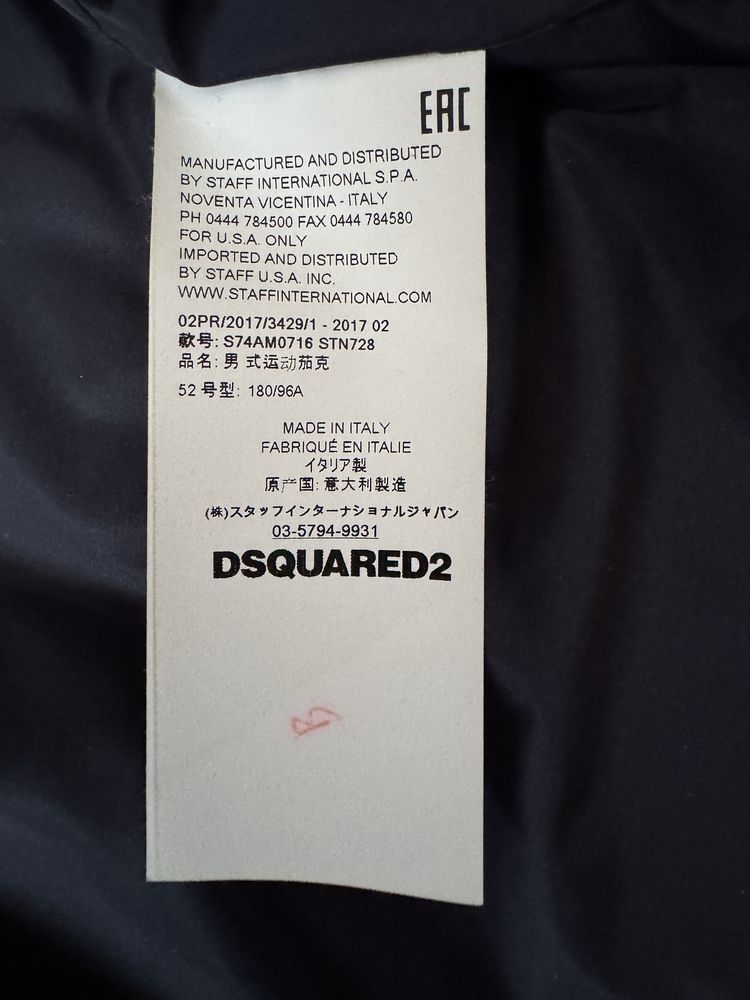 EAC
MANUFACTURED AND DISTRIBUTED
BY STAFF INTERNATIONAL S.P.A.
NOVENTA VICENTINA - ITALY
PH 0444 784500 FAX 0444 784580
FOR U.S.A. ONLY
IMPORTED AND DISTRIBUTED
BY STAFF U.S.A. INC.
WWW.STAFFINTERNATIONAL.COM
02PR/2017/3429/1 - 2017 02
款号: S74AM0716 STN728
品名: 男 式运动茄克
52 号型: 180/96A
MADE IN ITALY
FABRIQUÉ EN ITALIE
イタリア製
原产国: 意大利製造
(株)スタッフインターナショナルジャパン
03-5794-9931
DSQUARED2